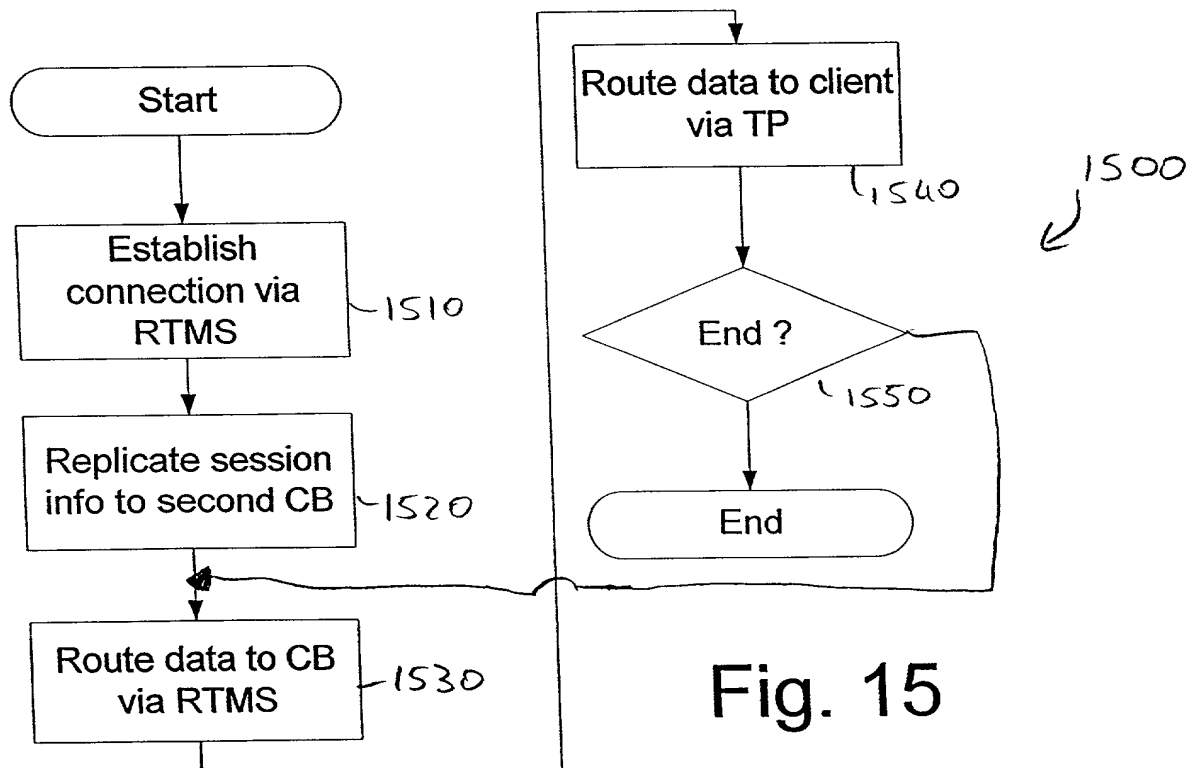 Start
Establish
connection via
RTMS
1510
Replicate session
info to second CB
1520
Route data to CB
via RTMS
1530
Route data to client
via TP
1540
1500
End ?
1550
End
Fig. 15